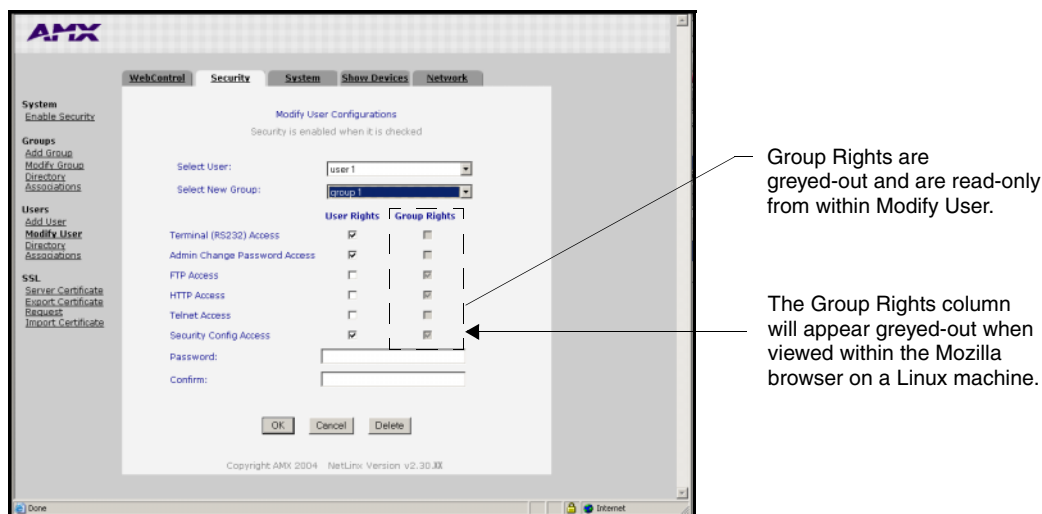 AMX
WebControl Security System Show Devices Network
System
Enable Security
Groups
Add Group
Modify Group
Directory
Associations
Users
Add User
Modify User
Directory
Associations
SSL
Server Certificate
Export Certificate
Request
Import Certificate
Modify User Configurations
Security is enabled when it is checked
Select User: user 1
Select New Group: group 1
User Rights Group Rights
Terminal (RS232) Access
Admin Change Password Access
FTP Access
HTTP Access
Telnet Access
Security Config Access
Password:
Confirm:
OK Cancel Delete
Copyright AMX 2004 NetLinx Version v2.30.XX
Done Internet
Group Rights are
greyed-out and are read-only
from within Modify User.
The Group Rights column
will appear greyed-out when
viewed within the Mozilla
browser on a Linux machine.